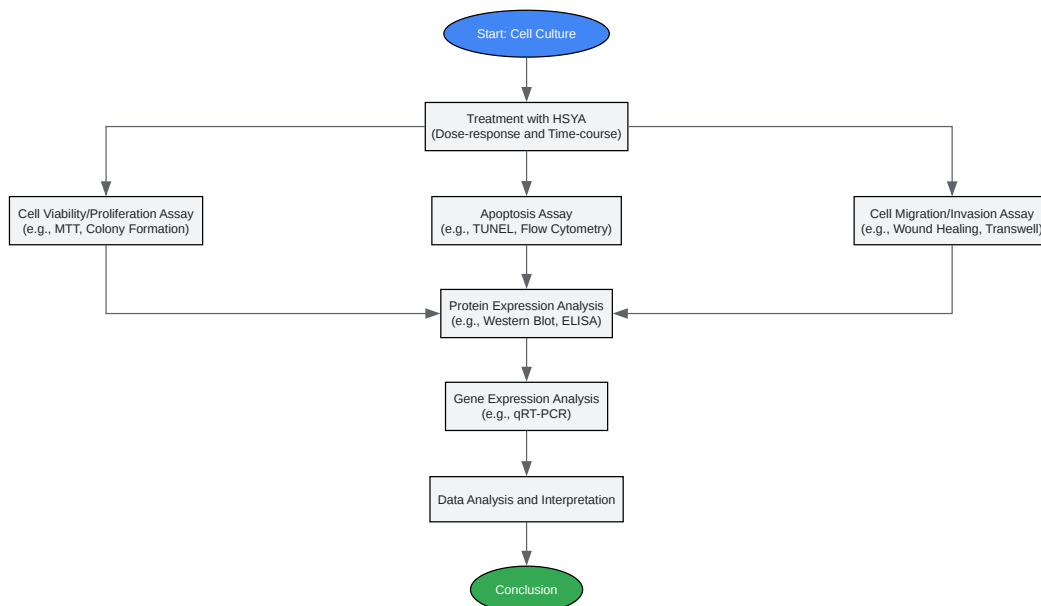 Start: Cell Culture
Treatment with HSYA
(Dose-response and Time-course)
Cell Viability/Proliferation Assay
(e.g., MTT, Colony Formation)
Apoptosis Assay
(e.g., TUNEL, Flow Cytometry)
Cell Migration/Invasion Assay
(e.g., Wound Healing, Transwell)
Protein Expression Analysis
(e.g., Western Blot, ELISA)
Gene Expression Analysis
(e.g., qRT-PCR)
Data Analysis and Interpretation
Conclusion